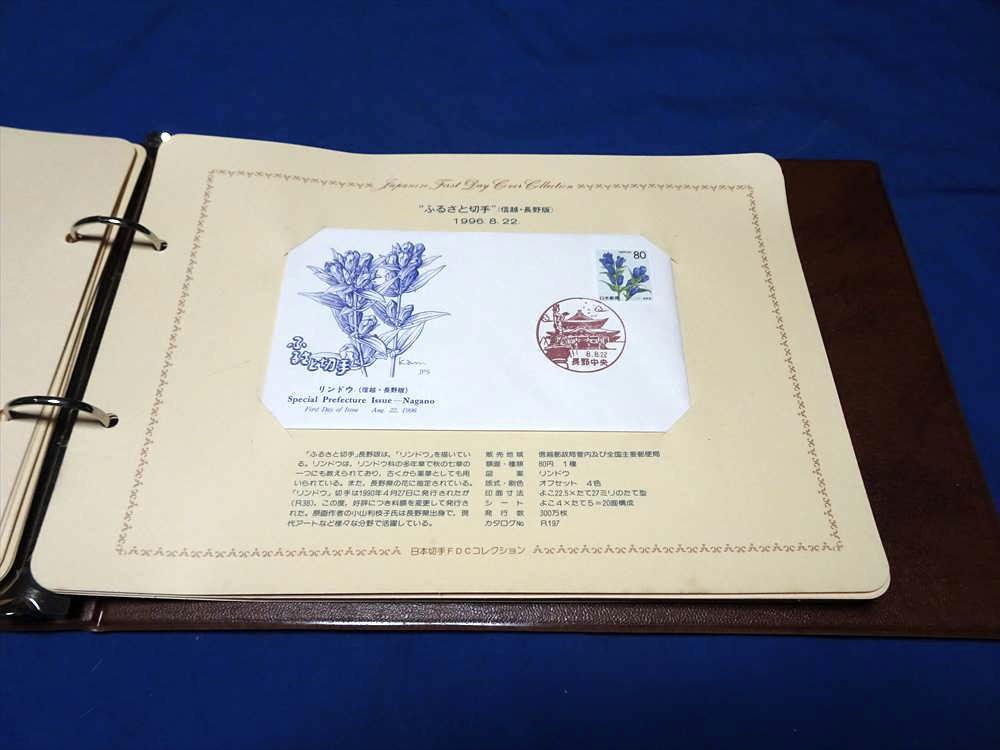 Japanese First Day Cover Collection
"ふるさと切手"(信越・長野版)
1996. 8. 22.
80
日本郵便
ふるさと切手
Kam
JPS
8.8.22
長野中央
リンドウ (信越・長野版)
Special Prefecture Issue—Nagano
First Day of Issue Aug. 22, 1996
「ふるさと切手」長野版は、「リンドウ」を描いてい
る。リンドウは、リンドウ科の多年草で秋の七草の
一つにも数えられており、古くから薬草としても用
いられている。また、長野県の花に指定されている。
「リンドウ」切手は1990年4月27日に発行されたが
(R38)、この度、好評につき料額を変更して発行さ
れた。原画作者の小山利枝子氏は長野県出身で、現
代アートなど様々な分野で活躍している。
販売地域 信越郵政局管内及び全国主要郵便局
額面・種類 80円 1種
図案 リンドウ
版式・刷色 オフセット 4色
印面寸法 よこ22.5×たて27ミリのたて型
シート よこ4×たて5=20面構成
発行数 300万枚
カタログNo R197
日本切手FDCコレクション